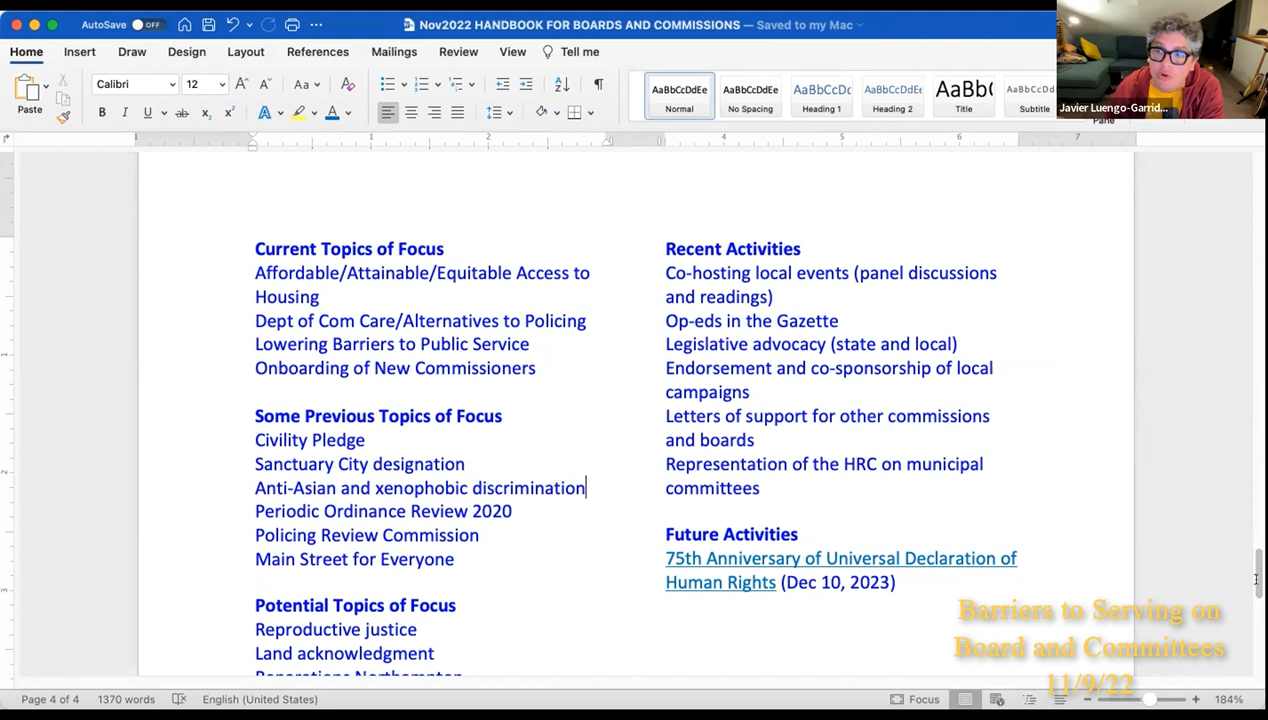 AutoSave OFF
Nov2022 HANDBOOK FOR BOARDS AND COMMISSIONS — Saved to my Mac
Home Insert Draw Design Layout References Mailings Review View Tell me
Paste
Calibri
12
AaBbCcDdEe
Normal
AaBbCcDdEe
No Spacing
AaBbCcDc
Heading 1
AaBbCcDdEe
Heading 2
AaBb(
Title
AaBbCcDdEe
Subtitle
Pane
Javier Luengo-Garrid...
Current Topics of Focus
Affordable/Attainable/Equitable Access to
Housing
Dept of Com Care/Alternatives to Policing
Lowering Barriers to Public Service
Onboarding of New Commissioners
Some Previous Topics of Focus
Civility Pledge
Sanctuary City designation
Anti-Asian and xenophobic discrimination
Periodic Ordinance Review 2020
Policing Review Commission
Main Street for Everyone
Potential Topics of Focus
Reproductive justice
Land acknowledgment
Reparations Northampton
Recent Activities
Co-hosting local events (panel discussions
and readings)
Op-eds in the Gazette
Legislative advocacy (state and local)
Endorsement and co-sponsorship of local
campaigns
Letters of support for other commissions
and boards
Representation of the HRC on municipal
committees
Future Activities
75th Anniversary of Universal Declaration of
Human Rights (Dec 10, 2023)
Barriers to Serving on
Board and Committees
11/9/22
Page 4 of 4 1370 words English (United States) Focus 184%